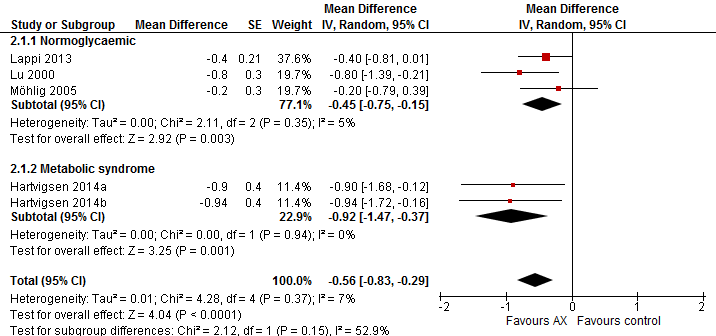 Mean Difference Mean Difference
Study or Subgroup Mean Difference SE Weight IV, Random, 95% CI IV, Random, 95% CI
2.1.1 Normoglycaemic
Lappi 2013 -0.4 0.21 37.6% -0.40 [-0.81, 0.01]
Lu 2000 -0.8 0.3 19.7% -0.80 [-1.39, -0.21]
Möhlig 2005 -0.2 0.3 19.7% -0.20 [-0.79, 0.39]
Subtotal (95% CI) 77.1% -0.45 [-0.75, -0.15]
Heterogeneity: Tau² = 0.00; Chi² = 2.11, df = 2 (P = 0.35); I² = 5%
Test for overall effect: Z = 2.92 (P = 0.003)
2.1.2 Metabolic syndrome
Hartvigsen 2014a -0.9 0.4 11.4% -0.90 [-1.68, -0.12]
Hartvigsen 2014b -0.94 0.4 11.4% -0.94 [-1.72, -0.16]
Subtotal (95% CI) 22.9% -0.92 [-1.47, -0.37]
Heterogeneity: Tau² = 0.00; Chi² = 0.00, df = 1 (P = 0.94); I² = 0%
Test for overall effect: Z = 3.25 (P = 0.001)
Total (95% CI) 100.0% -0.56 [-0.83, -0.29]
Heterogeneity: Tau² = 0.01; Chi² = 4.28, df = 4 (P = 0.37); I² = 7%
Test for overall effect: Z = 4.04 (P < 0.0001)
Test for subgroup differences: Chi² = 2.12, df = 1 (P = 0.15), I² = 52.9%
-2 -1 0 1 2
Favours AX Favours control